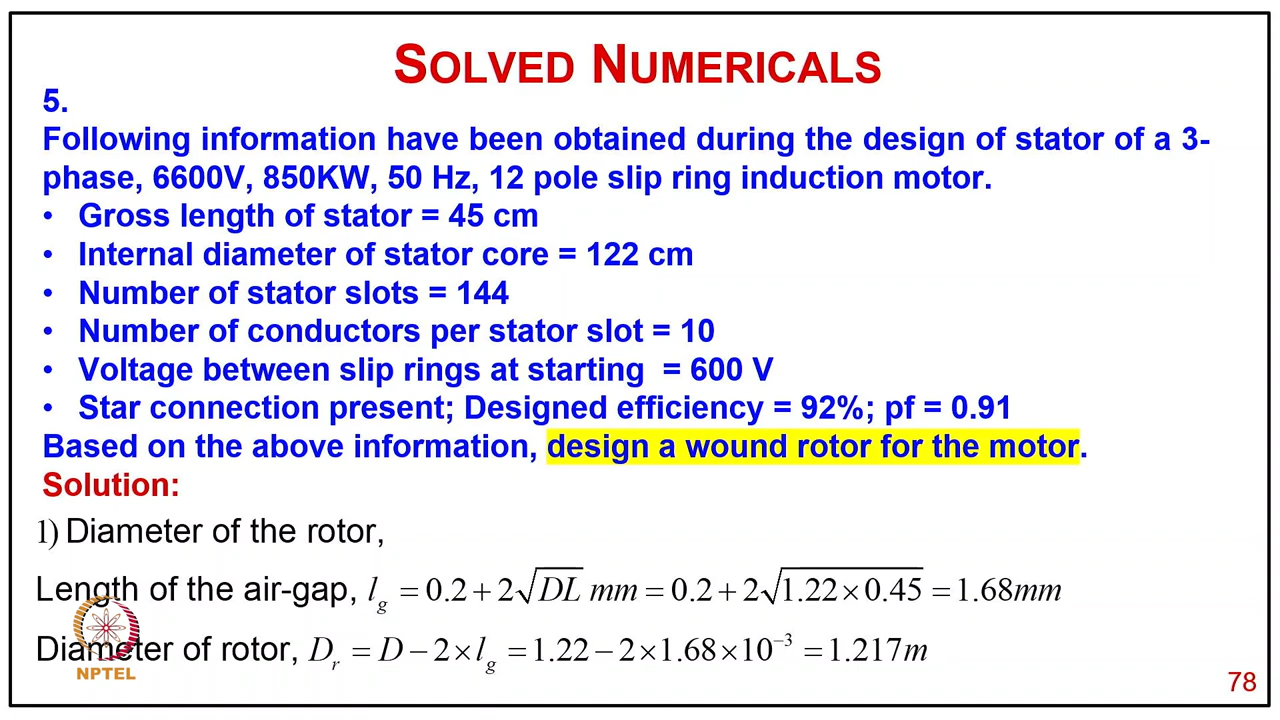 SOLVED NUMERICALS
5.
Following information have been obtained during the design of stator of a 3-
phase, 6600V, 850KW, 50 Hz, 12 pole slip ring induction motor.
• Gross length of stator = 45 cm
• Internal diameter of stator core = 122 cm
• Number of stator slots = 144
• Number of conductors per stator slot = 10
• Voltage between slip rings at starting = 600 V
• Star connection present; Designed efficiency = 92%; pf = 0.91
Based on the above information, design a wound rotor for the motor.
Solution:
1) Diameter of the rotor,
Length of the air-gap, l_g = 0.2 + 2√DL mm = 0.2 + 2√1.22 × 0.45 = 1.68mm
Diameter of rotor, D_r = D − 2 × l_g = 1.22 − 2 × 1.68 × 10⁻³ = 1.217m
NPTEL
78